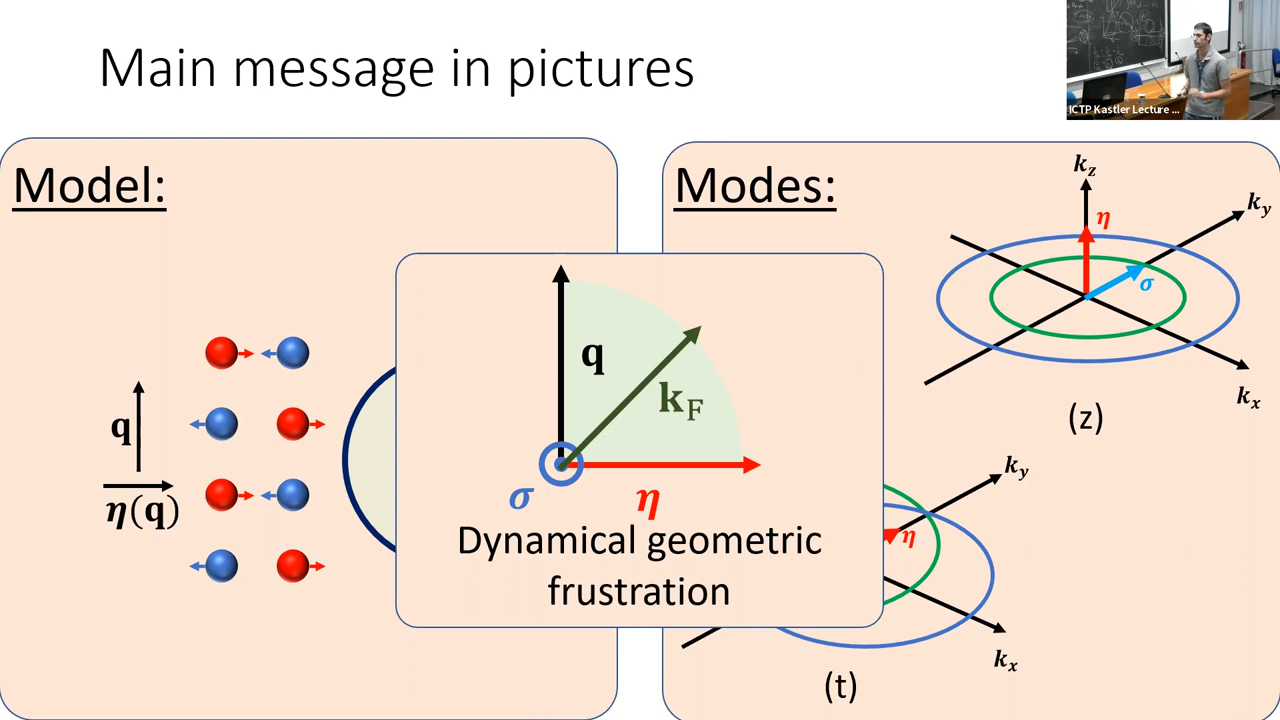 Main message in pictures
ICTP Kastler Lecture ...
Model:
q
η(q)
q
k_F
σ
η
Dynamical geometric
frustration
Modes:
k_z
k_y
η
σ
k_x
(z)
k_y
η
k_x
(t)